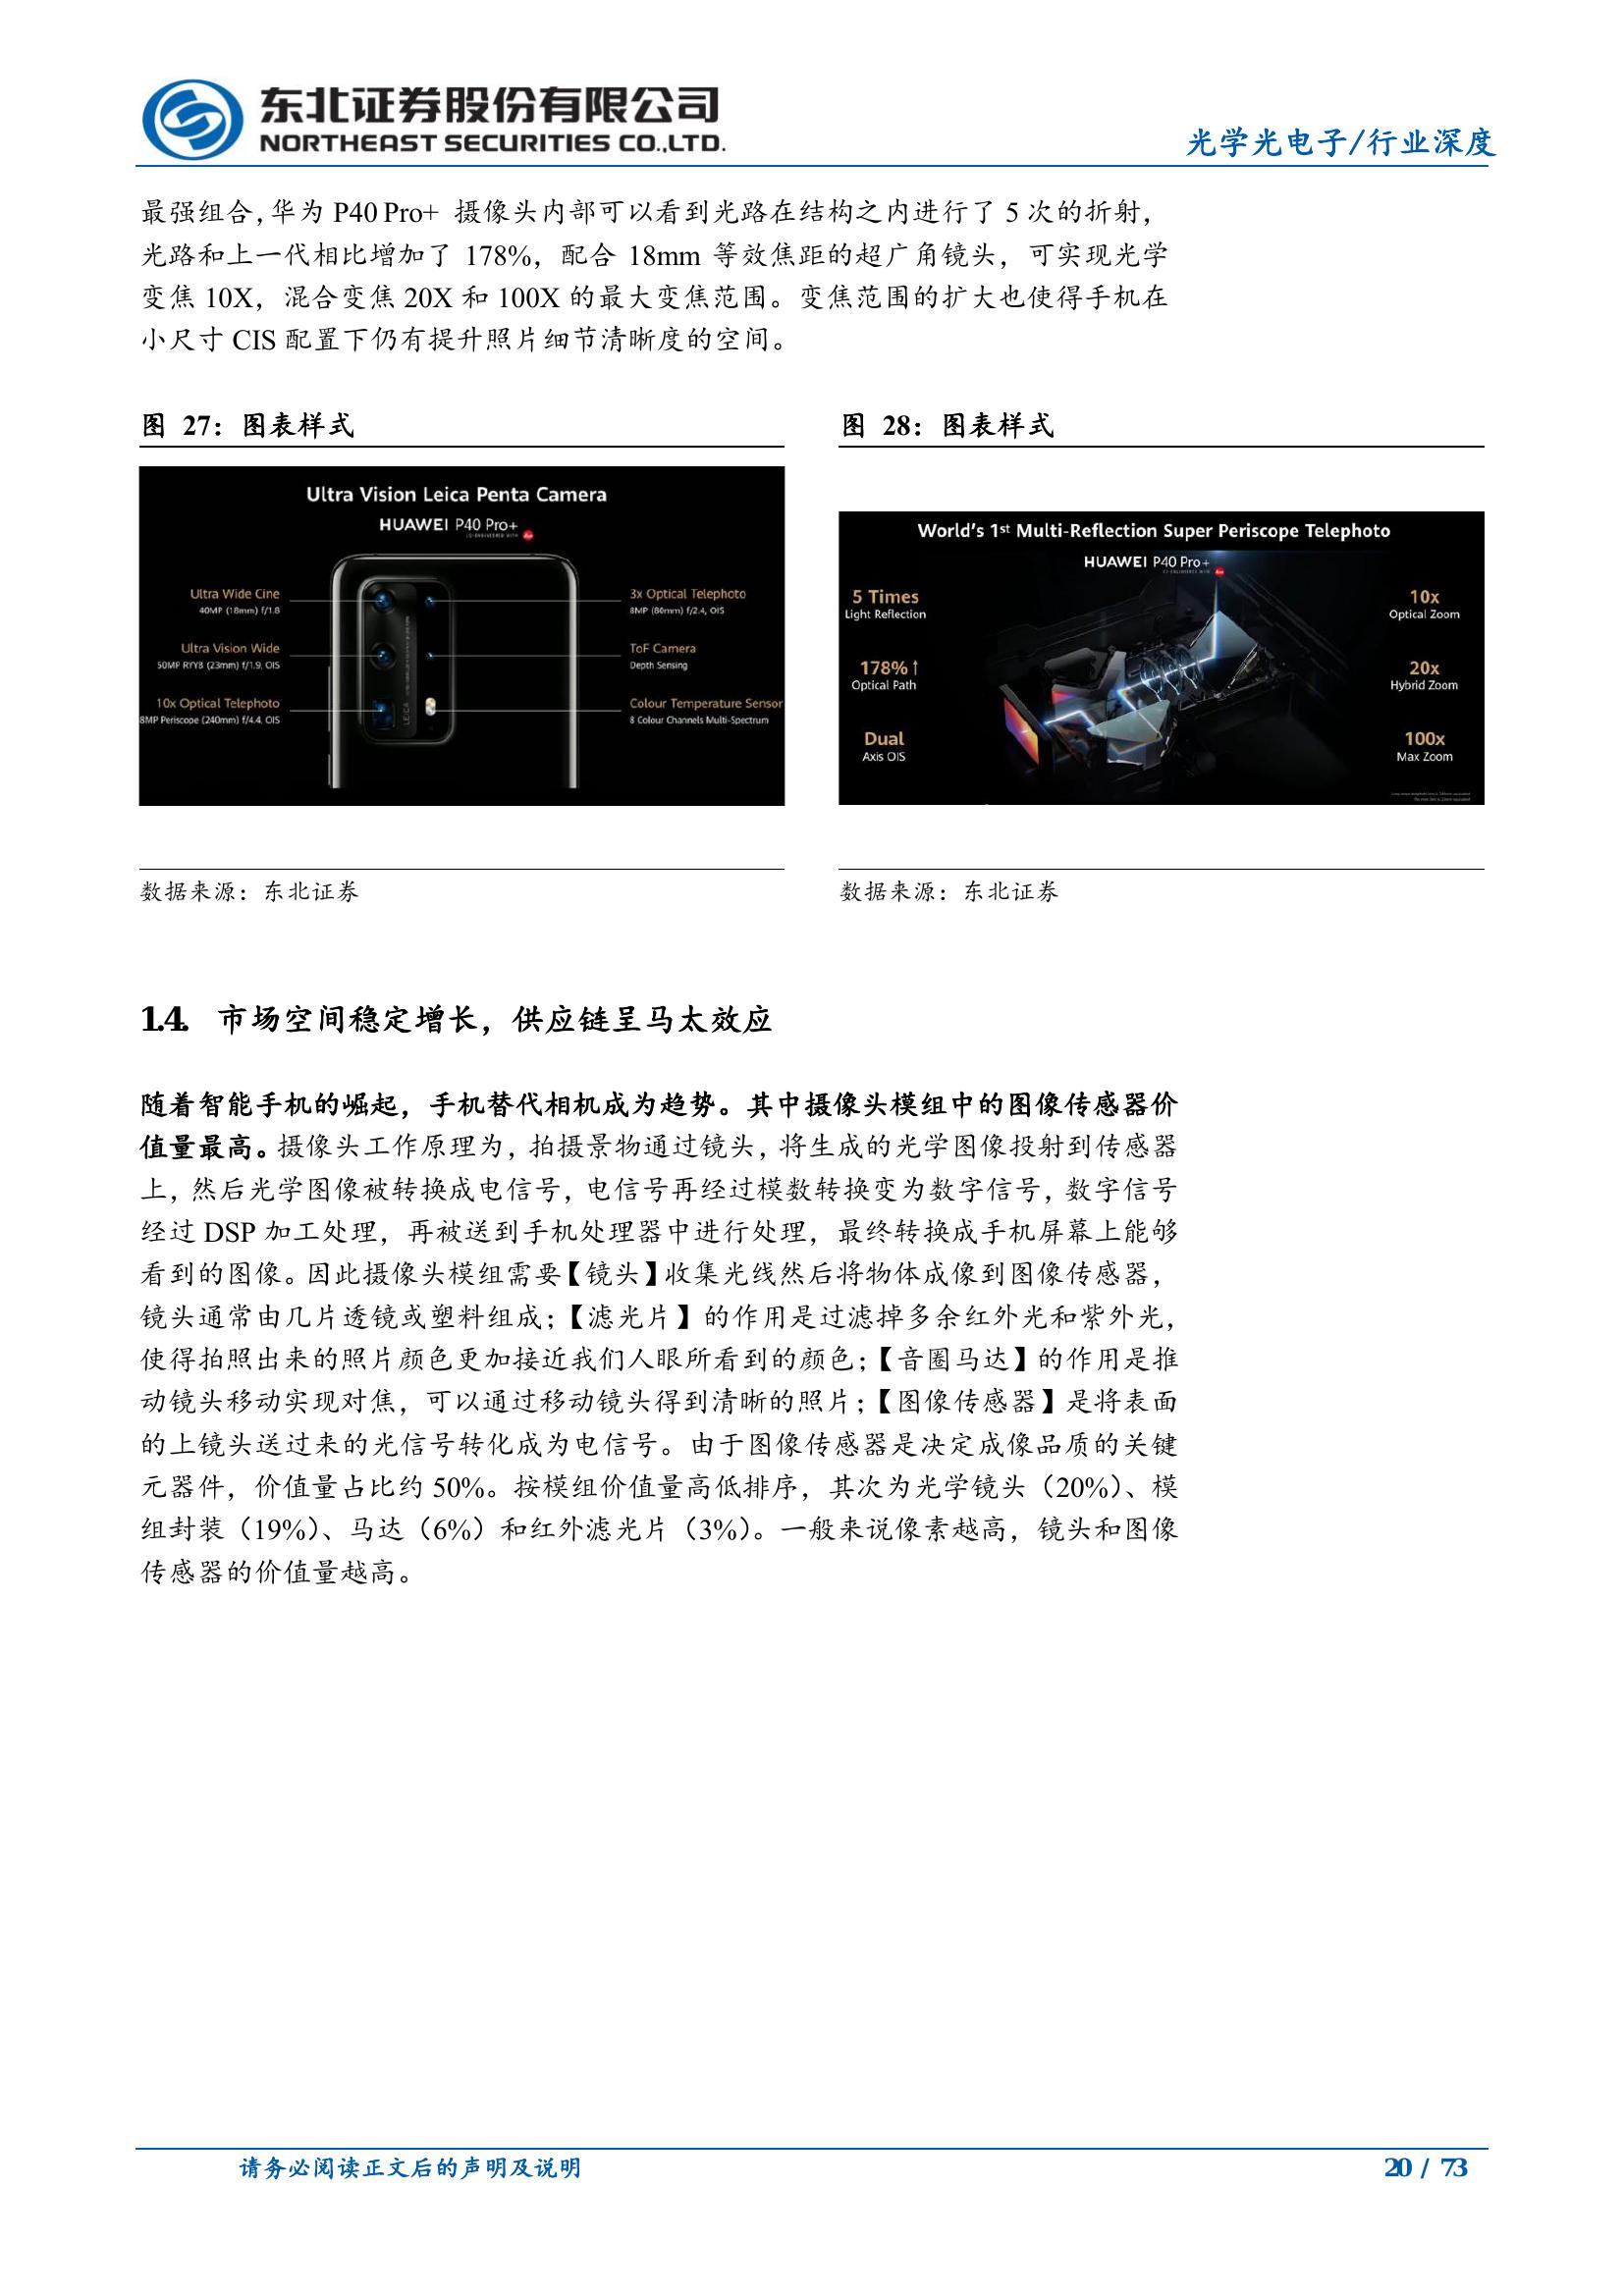 东北证券股份有限公司
NORTHEAST SECURITIES CO.,LTD.
光学光电子/行业深度
最强组合，华为 P40 Pro+ 摄像头内部可以看到光路在结构之内进行了 5 次的折射，
光路和上一代相比增加了 178%，配合 18mm 等效焦距的超广角镜头，可实现光学
变焦 10X，混合变焦 20X 和 100X 的最大变焦范围。变焦范围的扩大也使得手机在
小尺寸 CIS 配置下仍有提升照片细节清晰度的空间。
图 27：图表样式
Ultra Vision Leica Penta Camera
HUAWEI P40 Pro+
CO-ENGINEERED WITH
Ultra Wide Cine
40MP (18mm) f/1.8
Ultra Vision Wide
50MP RYYB (23mm) f/1.9, OIS
10x Optical Telephoto
8MP Periscope (240mm) f/4.4, OIS
3x Optical Telephoto
8MP (80mm) f/2.4, OIS
ToF Camera
Depth Sensing
Colour Temperature Sensor
8 Colour Channels Multi-Spectrum
LEICA
数据来源：东北证券
图 28：图表样式
World's 1st Multi-Reflection Super Periscope Telephoto
HUAWEI P40 Pro+
CO-ENGINEERED WITH
5 Times
Light Reflection
178%↑
Optical Path
Dual
Axis OIS
10x
Optical Zoom
20x
Hybrid Zoom
100x
Max Zoom
数据来源：东北证券
1.4. 市场空间稳定增长，供应链呈马太效应
随着智能手机的崛起，手机替代相机成为趋势。其中摄像头模组中的图像传感器价
值量最高。摄像头工作原理为，拍摄景物通过镜头，将生成的光学图像投射到传感器
上，然后光学图像被转换成电信号，电信号再经过模数转换变为数字信号，数字信号
经过 DSP 加工处理，再被送到手机处理器中进行处理，最终转换成手机屏幕上能够
看到的图像。因此摄像头模组需要【镜头】收集光线然后将物体成像到图像传感器，
镜头通常由几片透镜或塑料组成；【滤光片】的作用是过滤掉多余红外光和紫外光，
使得拍照出来的照片颜色更加接近我们人眼所看到的颜色；【音圈马达】的作用是推
动镜头移动实现对焦，可以通过移动镜头得到清晰的照片；【图像传感器】是将表面
的上镜头送过来的光信号转化成为电信号。由于图像传感器是决定成像品质的关键
元器件，价值量占比约 50%。按模组价值量高低排序，其次为光学镜头（20%）、模
组封装（19%）、马达（6%）和红外滤光片（3%）。一般来说像素越高，镜头和图像
传感器的价值量越高。
请务必阅读正文后的声明及说明
20 / 73